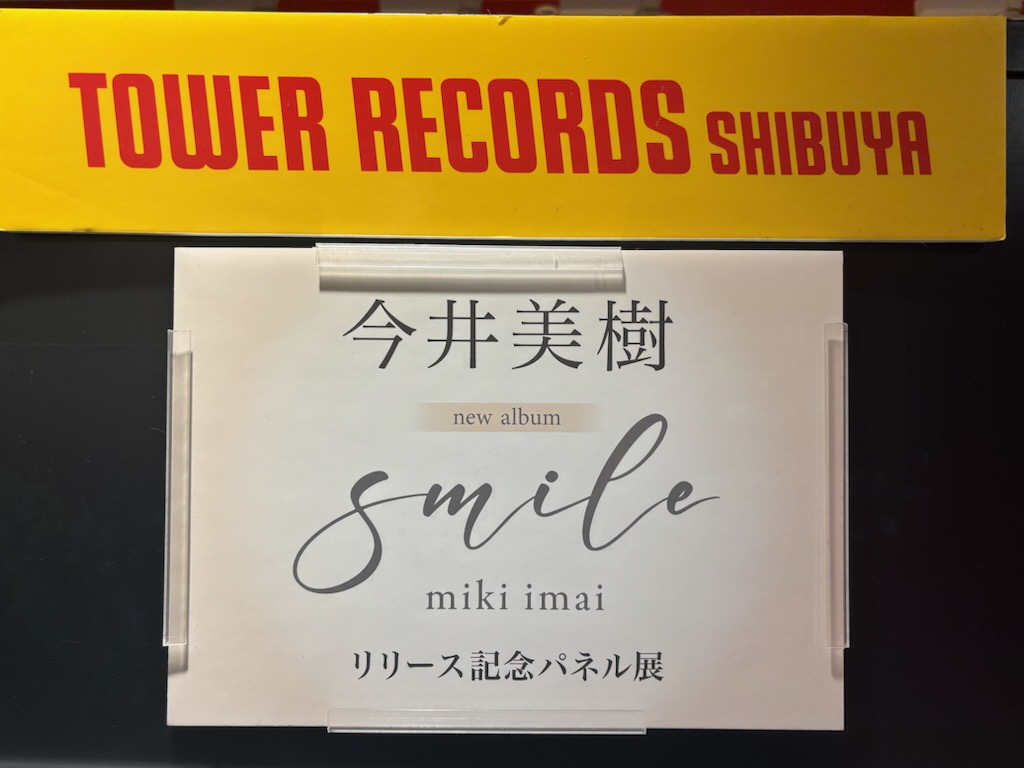 TOWER RECORDS SHIBUYA
今井美樹
new album
smile
miki imai
リリース記念パネル展